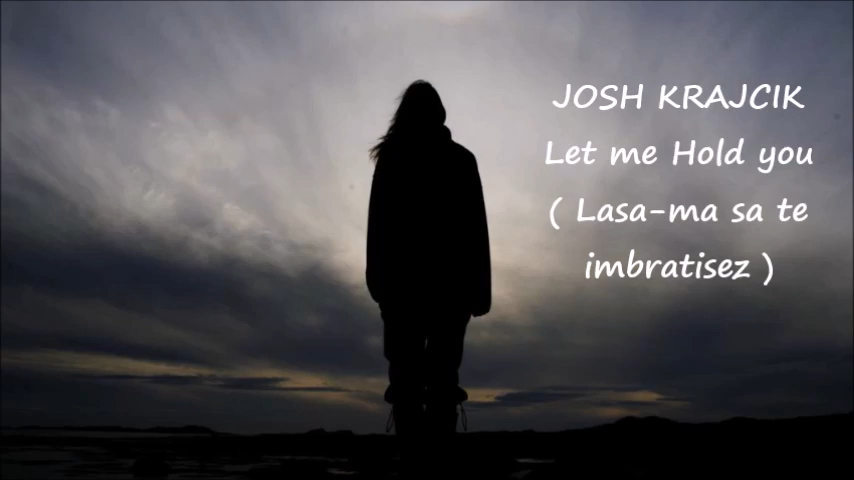 JOSH KRAJCIK
Let me Hold you
( Lasa-ma sa te
imbratisez )